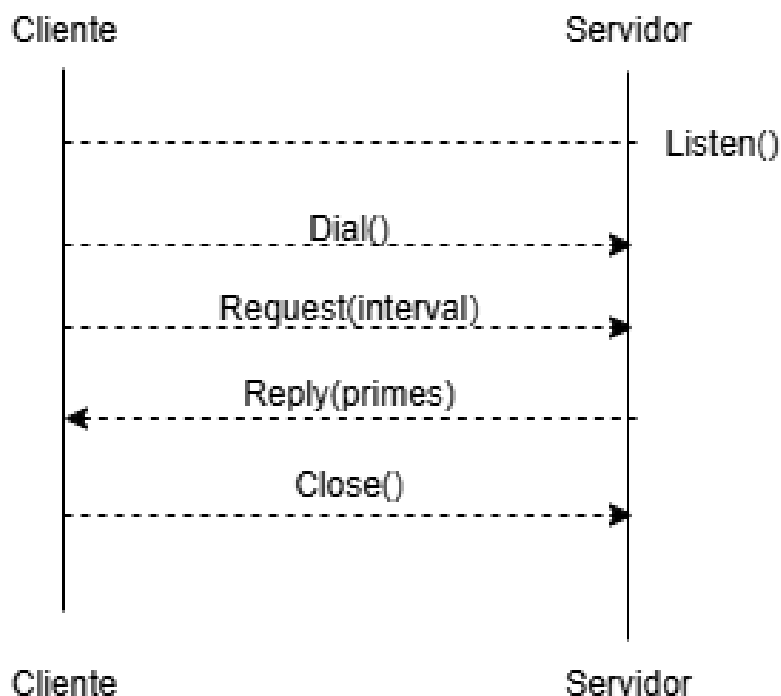 Cliente Servidor
Listen()
Dial()
Request(interval)
Reply(primes)
Close()
Cliente Servidor